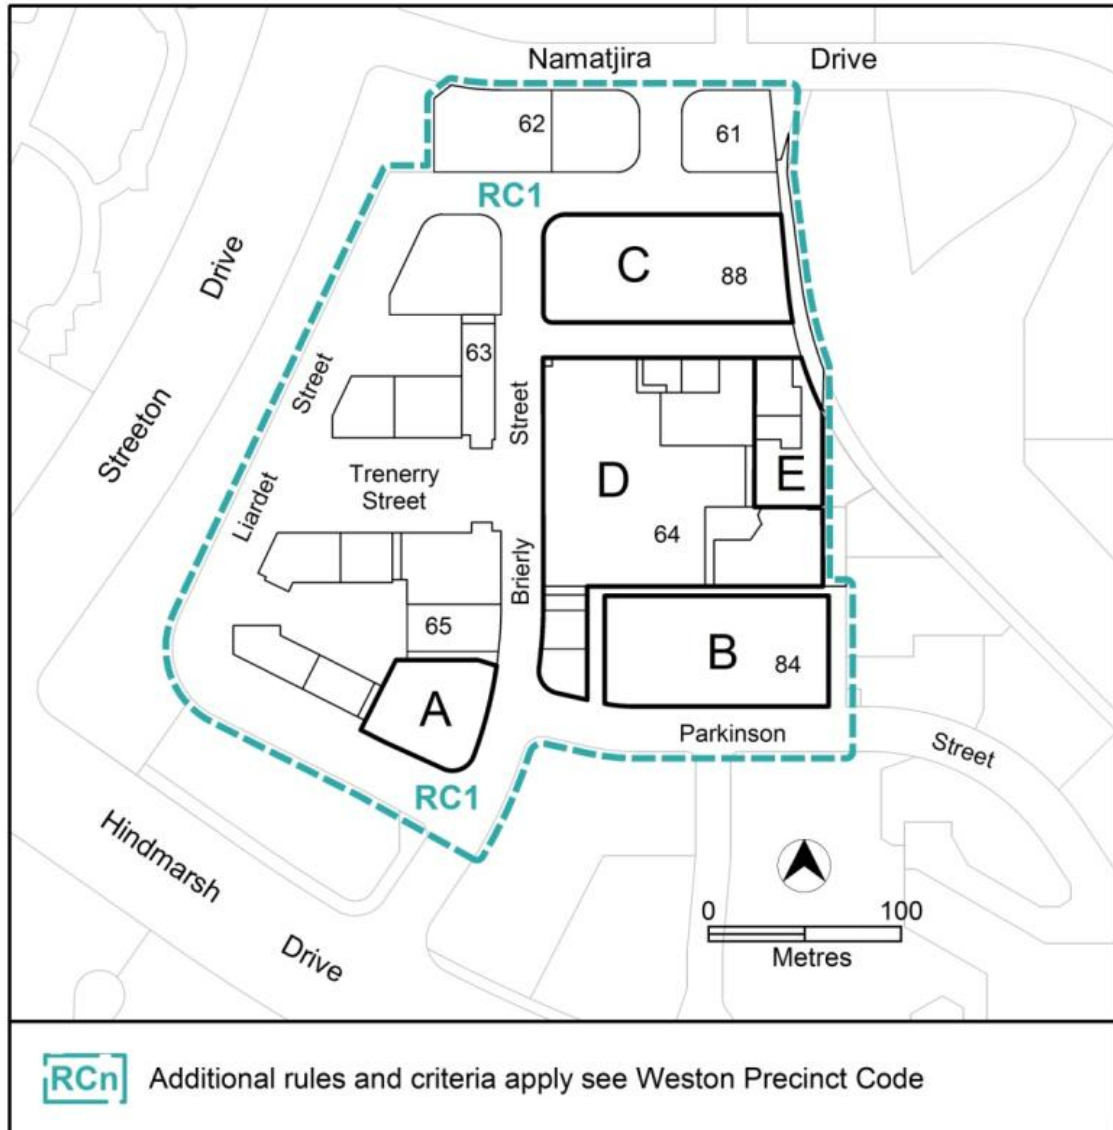 Namatjira Drive
62
61
RC1
C
88
Streeton Drive
63
Liardet Street
Brierly Street
Trenerry
Street
D
E
64
65
B
84
A
Parkinson Street
RC1
Hindmarsh Drive
0 100
Metres
RCn Additional rules and criteria apply see Weston Precinct Code